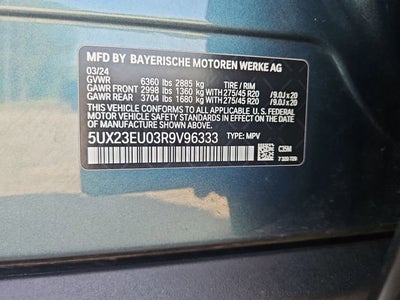 MFD BY BAYERISCHE MOTOREN WERKE AG
03/24
GVWR 6360 lbs 2885 kg TIRE / RIM
GAWR FRONT 2998 lbs 1360 kg 275/45 R20 /9.0J x 20
GAWR REAR 3704 lbs 1680 kg 275/45 R20 /9.0J x 20
THIS VEHICLE CONFORMS TO ALL APPLICABLE FEDERAL
MOTOR VEHICLE SAFETY STANDARDS IN EFFECT ON
THE DATE OF MANUFACTURE SHOWN ABOVE.
5UX23EU03R9V96333 TYPE: MPV
C35M